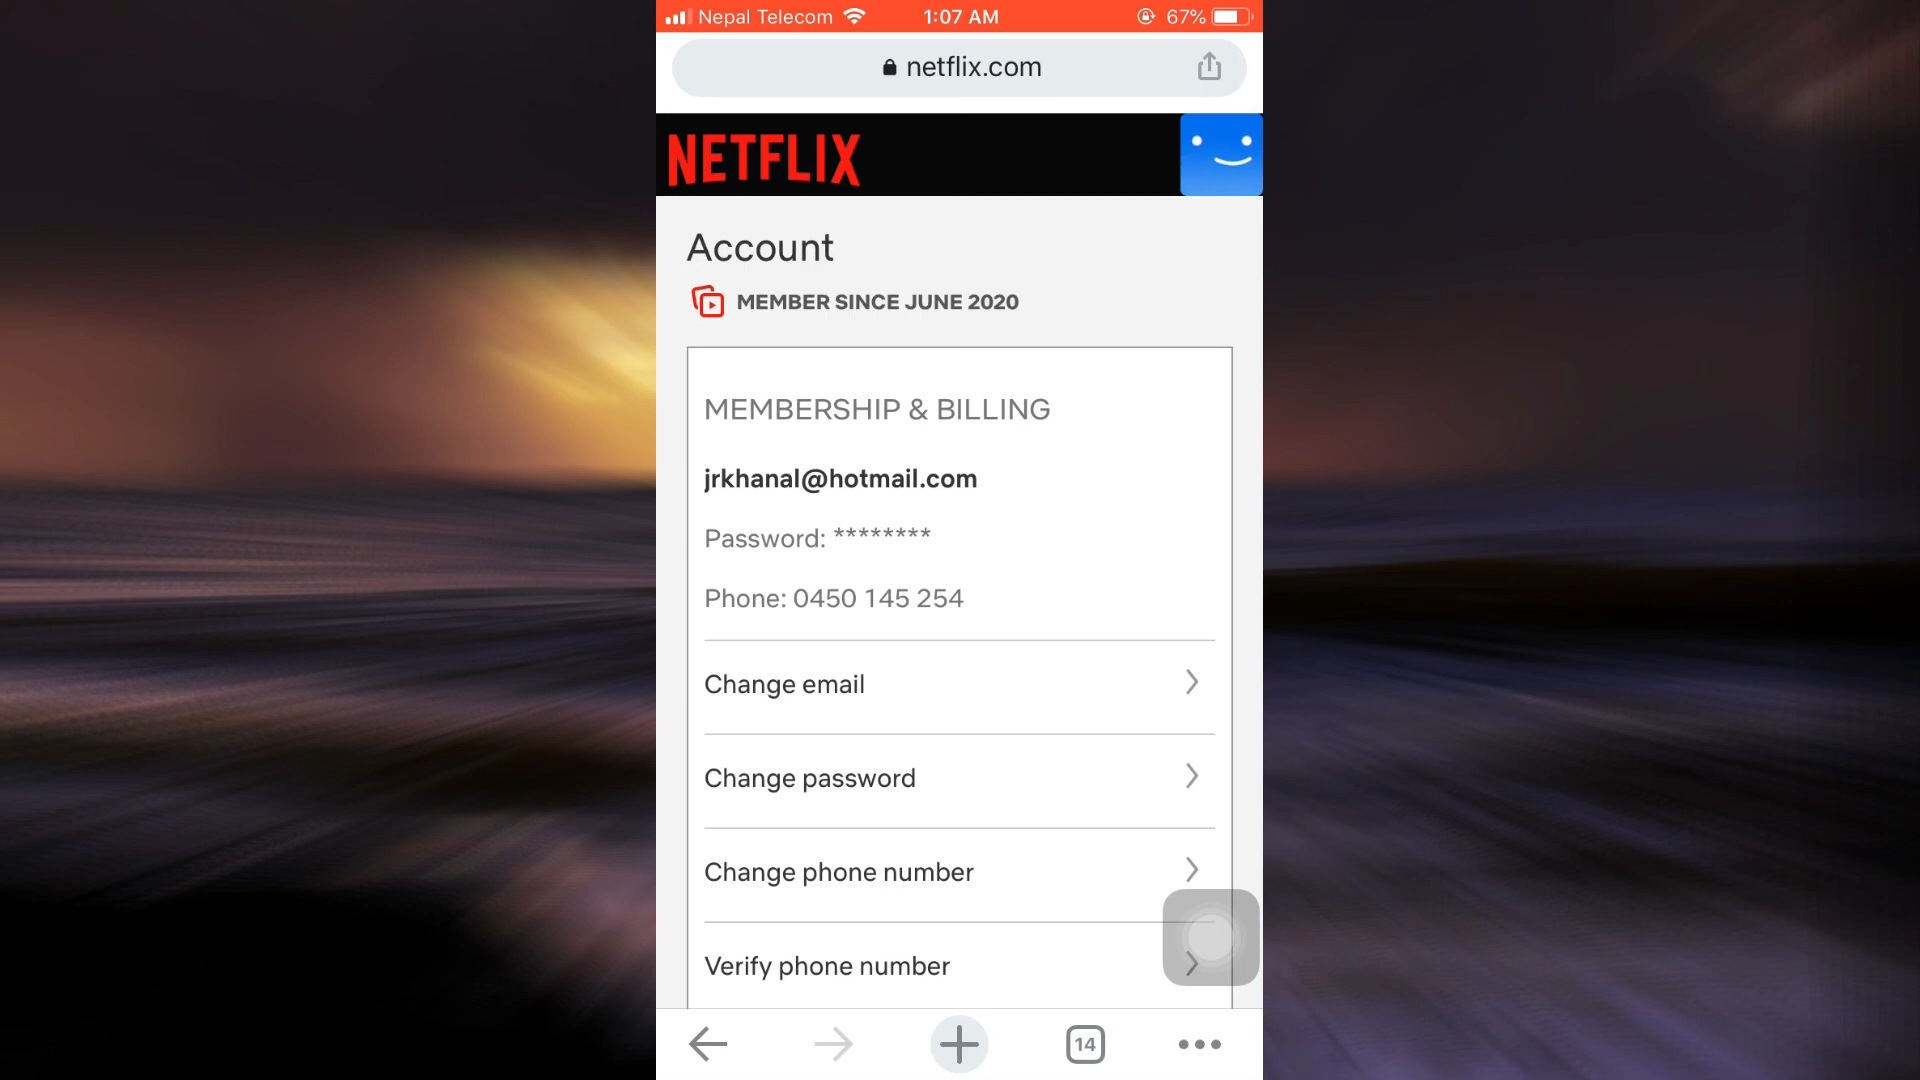 Nepal Telecom 1:07 AM 67%
netflix.com
NETFLIX
Account
MEMBER SINCE JUNE 2020
MEMBERSHIP & BILLING
jrkhanal@hotmail.com
Password: ********
Phone: 0450 145 254
Change email
Change password
Change phone number
Verify phone number
14